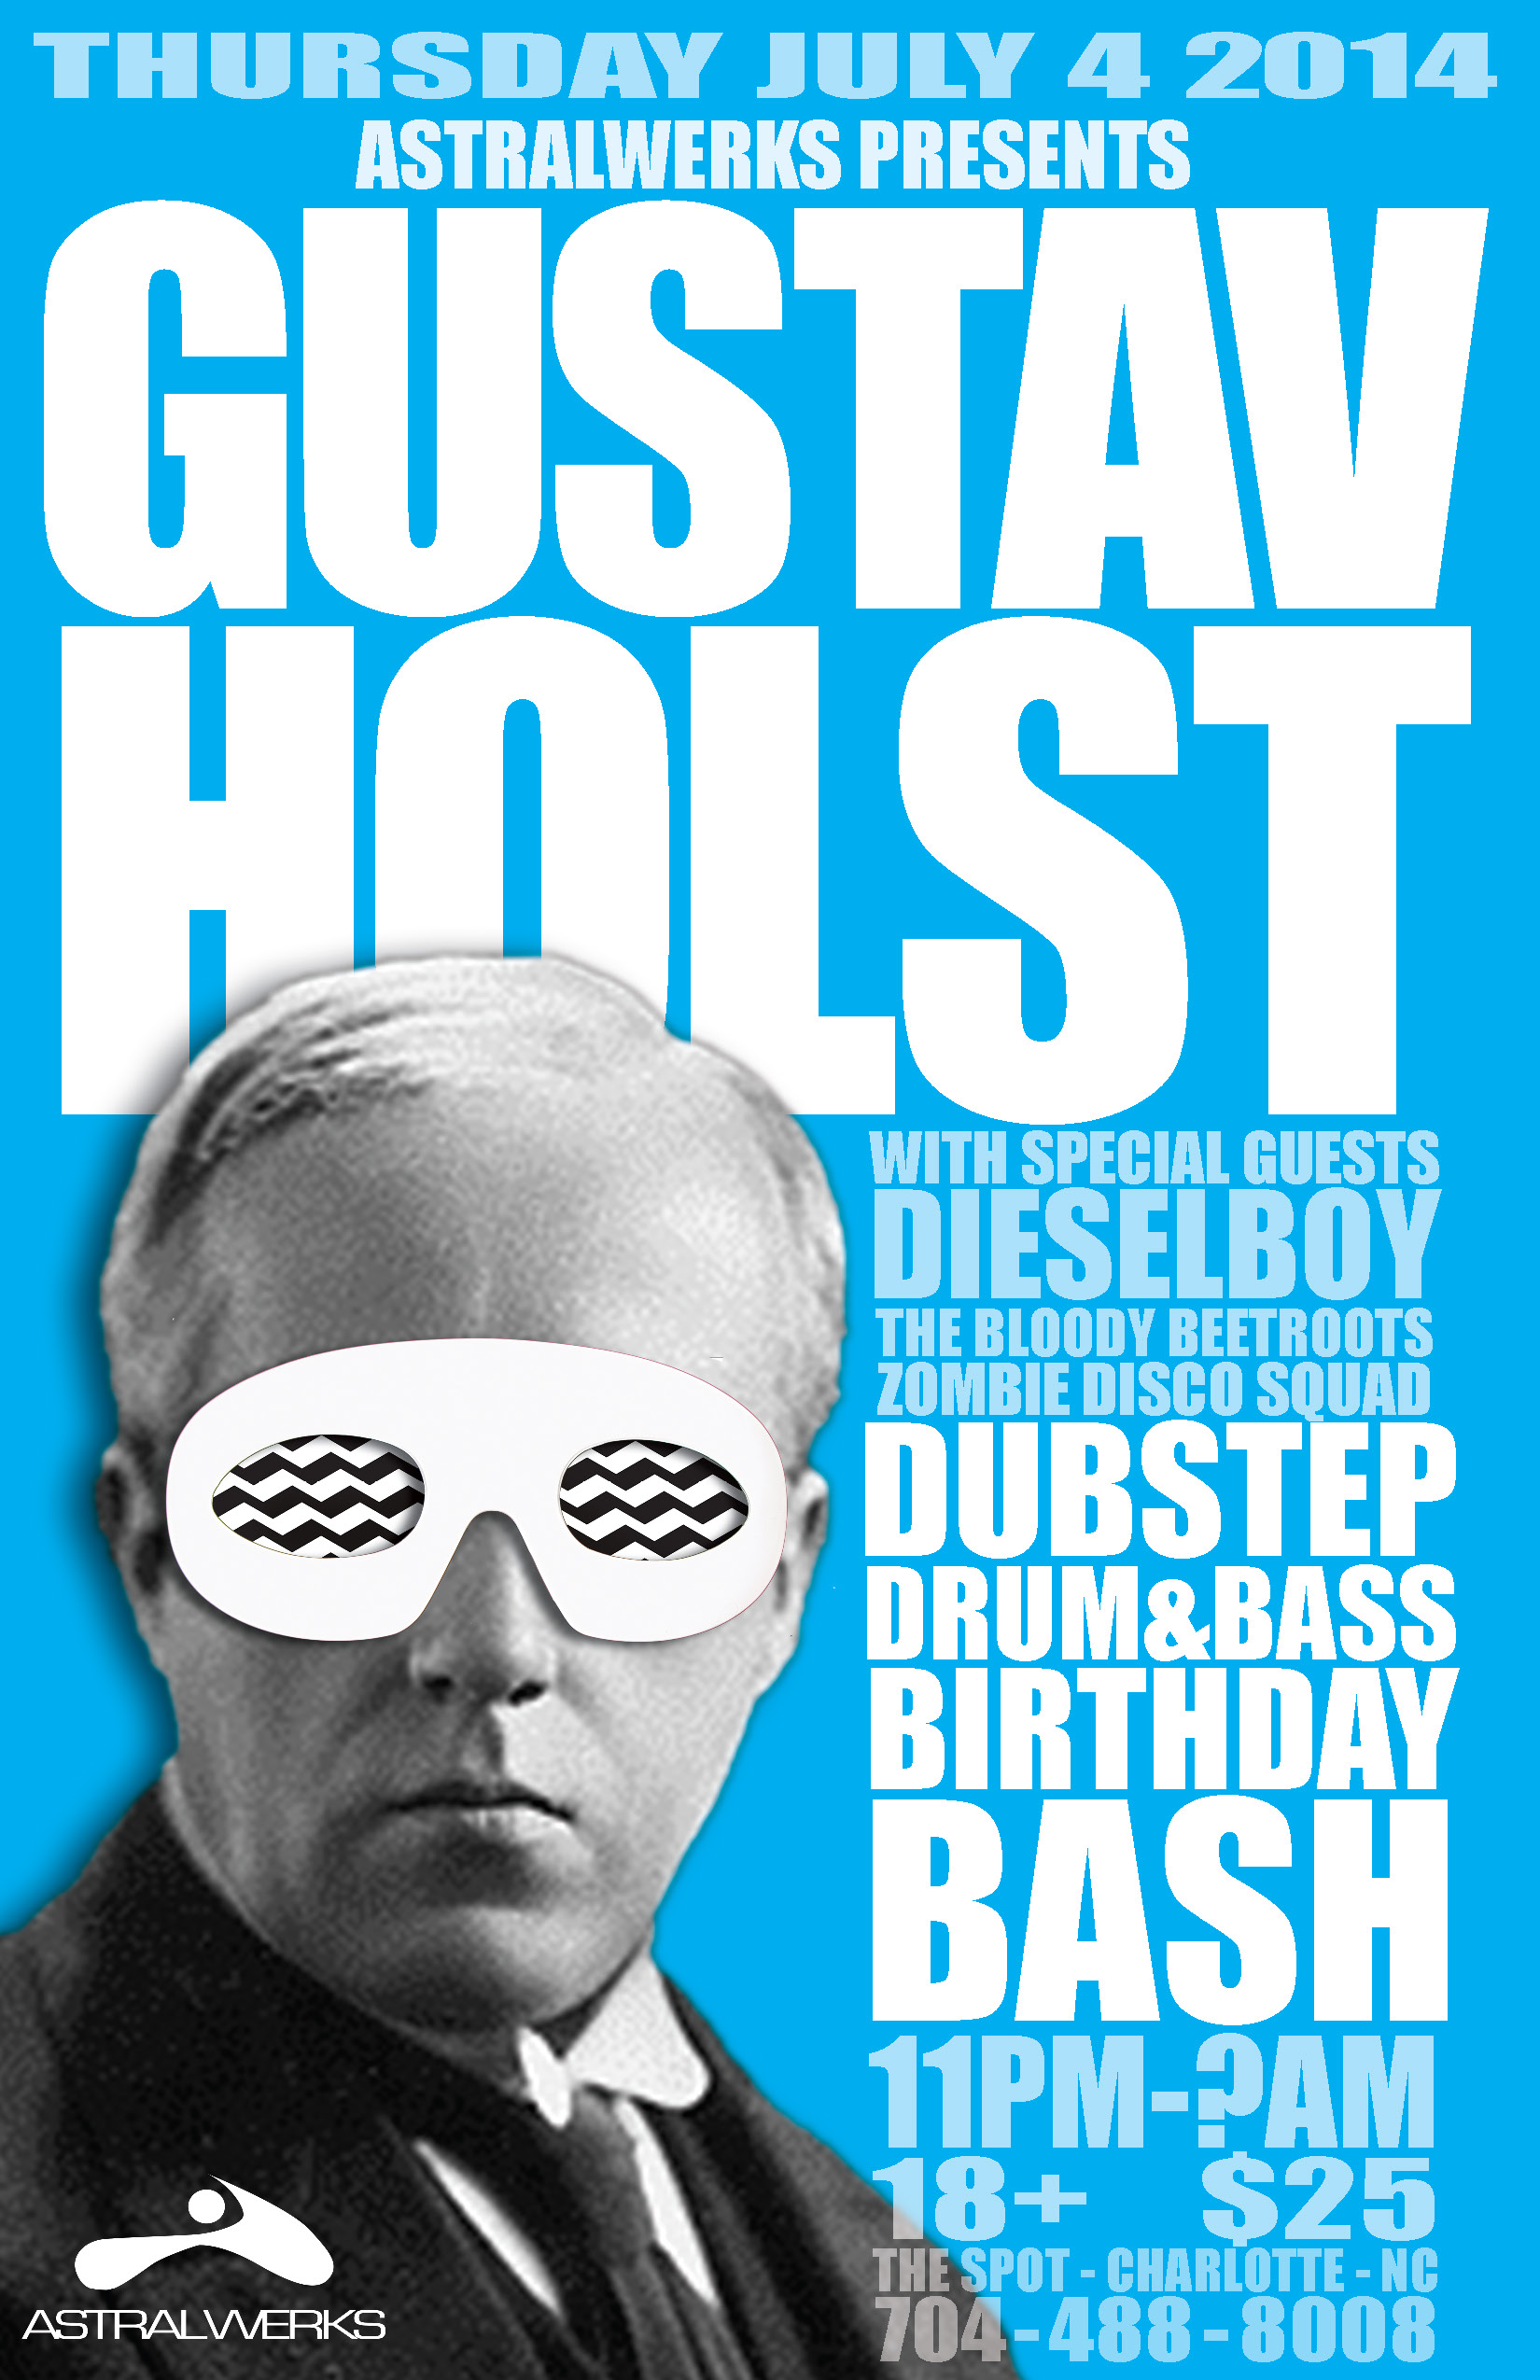 THURSDAY JULY 4 2014
ASTRALWERKS PRESENTS
GUSTAV
HOLST
WITH SPECIAL GUESTS
DIESELBOY
THE BLOODY BEETROOTS
ZOMBIE DISCO SQUAD
DUBSTEP
DRUM&BASS
BIRTHDAY
BASH
11PM-?AM
18+ $25
THE SPOT - CHARLOTTE - NC
704-488-8008
ASTRALWERKS